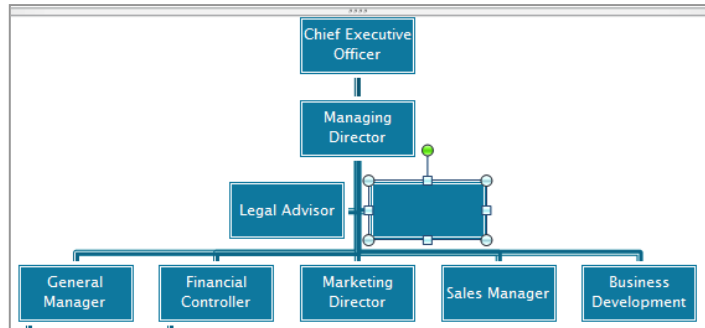 Chief Executive
Officer
Managing
Director
Legal Advisor
General
Manager
Financial
Controller
Marketing
Director
Sales Manager
Business
Development